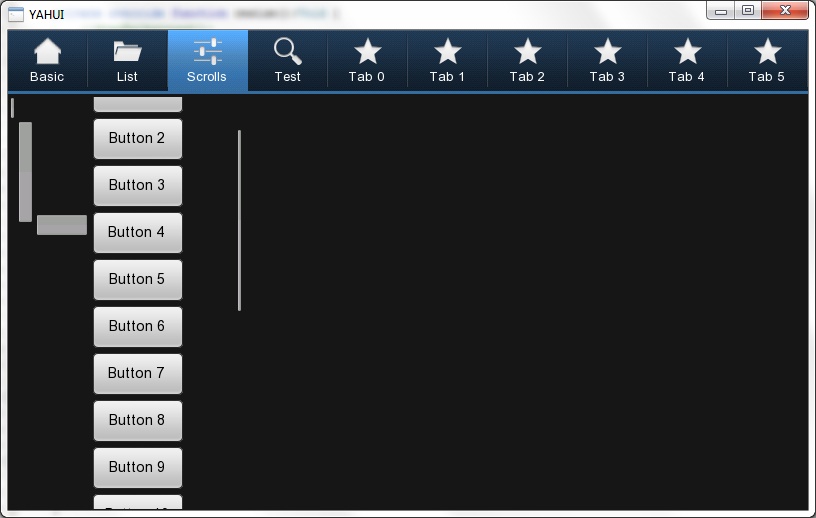 YAHUI
Basic List Scrolls Test Tab 0 Tab 1 Tab 2 Tab 3 Tab 4 Tab 5
Button 2
Button 3
Button 4
Button 5
Button 6
Button 7
Button 8
Button 9